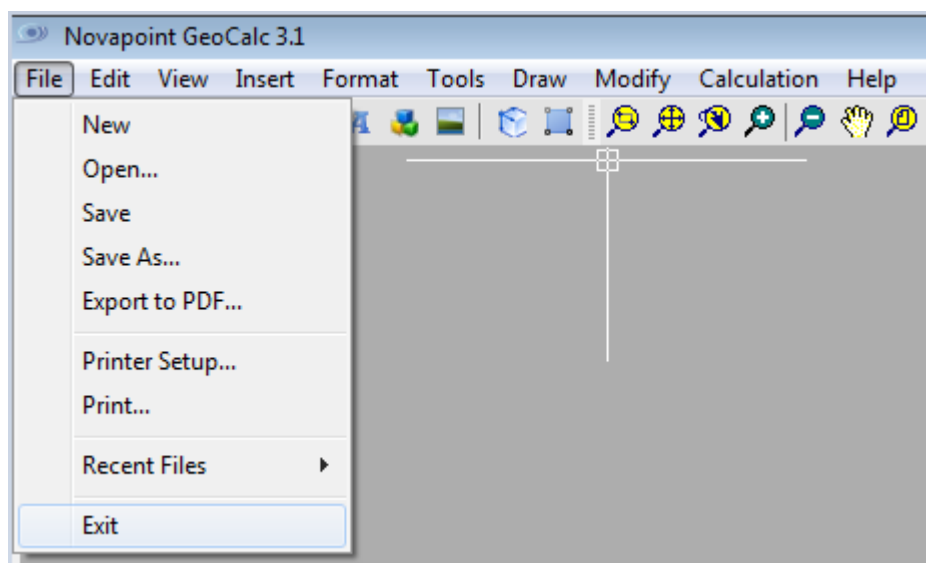 Novapoint GeoCalc 3.1
File Edit View Insert Format Tools Draw Modify Calculation Help
New
Open...
Save
Save As...
Export to PDF...
Printer Setup...
Print...
Recent Files
Exit